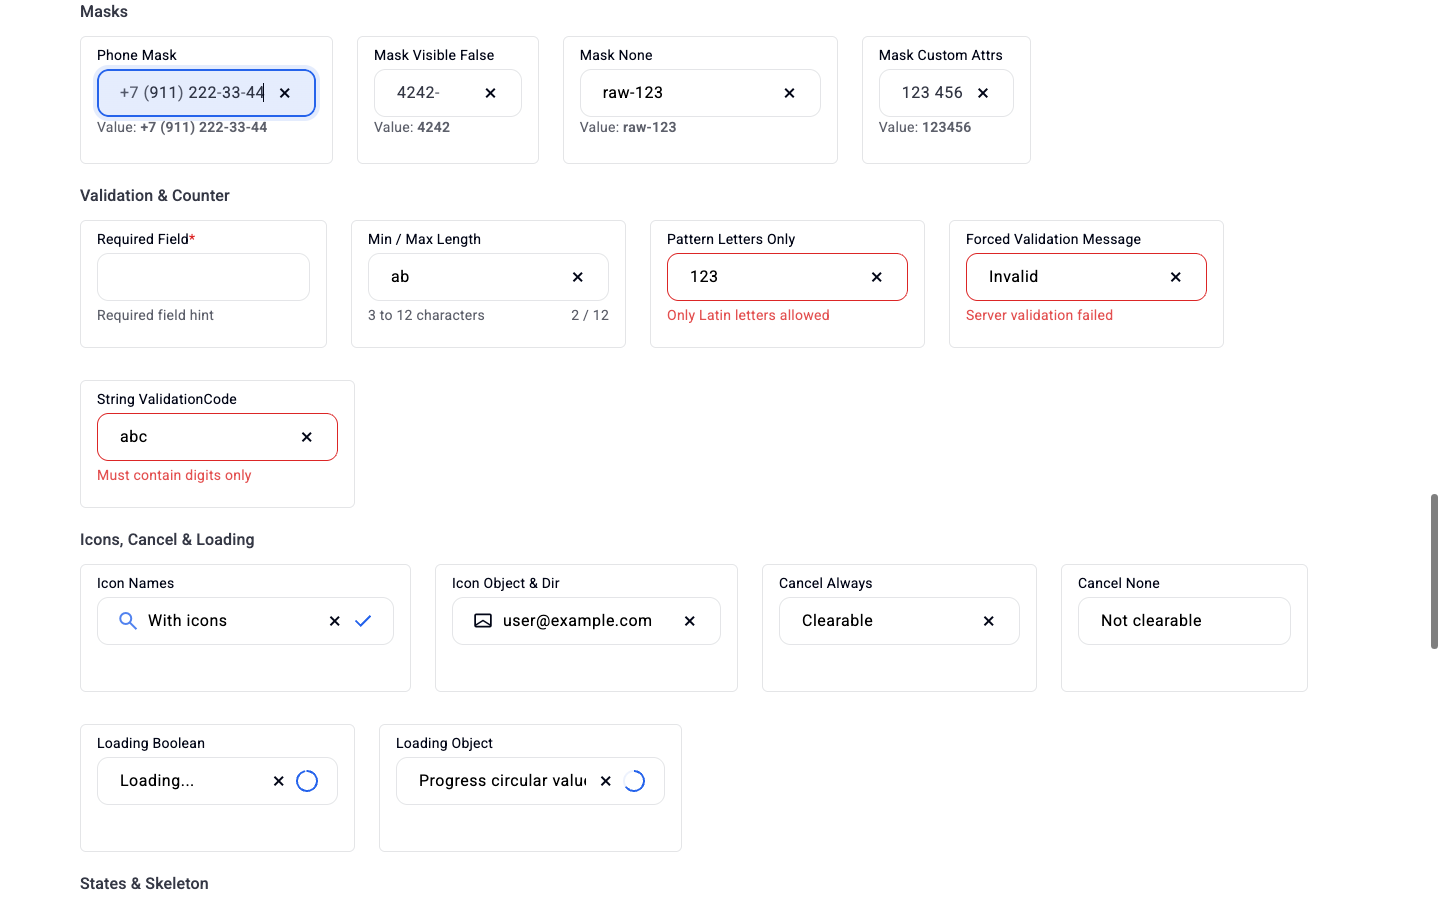 Masks
Phone Mask
+7 (911) 222-33-44
Value: +7 (911) 222-33-44
Mask Visible False
4242-
Value: 4242
Mask None
raw-123
Value: raw-123
Mask Custom Attrs
123 456
Value: 123456
Validation & Counter
Required Field*
Required field hint
Min / Max Length
ab
3 to 12 characters 2 / 12
Pattern Letters Only
123
Only Latin letters allowed
Forced Validation Message
Invalid
Server validation failed
String ValidationCode
abc
Must contain digits only
Icons, Cancel & Loading
Icon Names
With icons
Icon Object & Dir
user@example.com
Cancel Always
Clearable
Cancel None
Not clearable
Loading Boolean
Loading...
Loading Object
Progress circular value
States & Skeleton